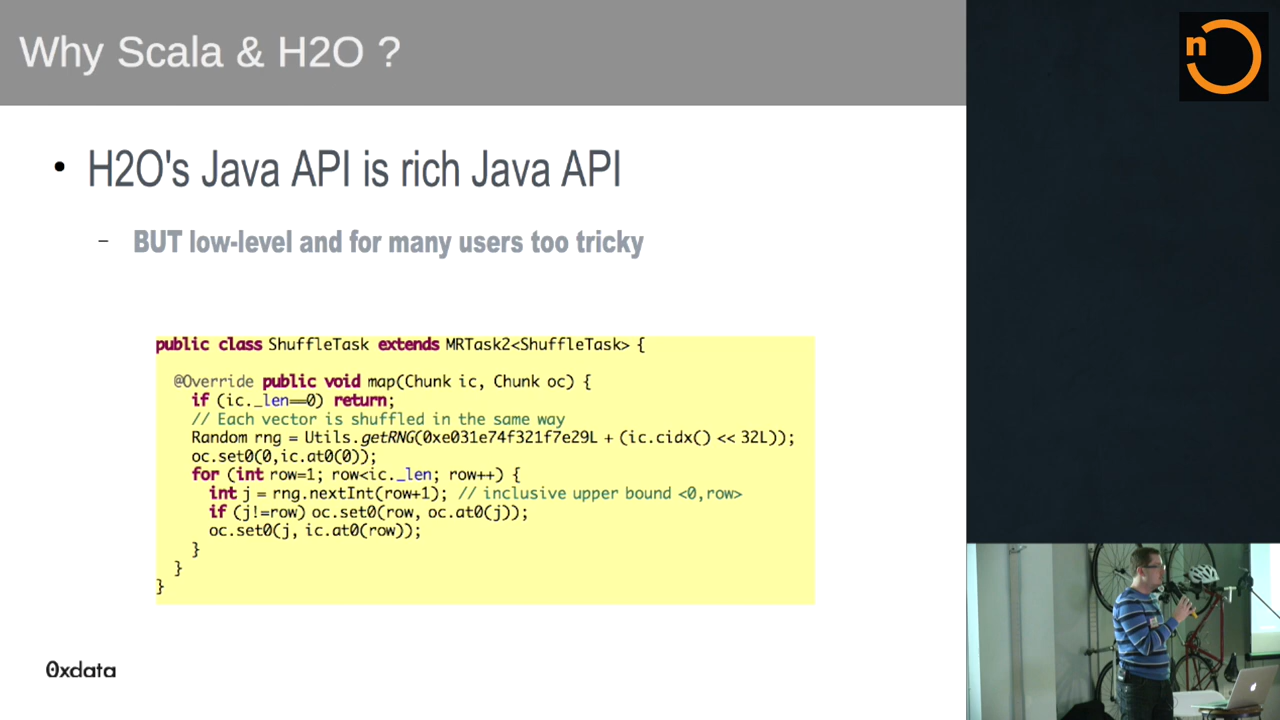 Why Scala & H2O ?
n
• H2O's Java API is rich Java API
– BUT low-level and for many users too tricky
public class ShuffleTask extends MRTask2<ShuffleTask> {
@Override public void map(Chunk ic, Chunk oc) {
if (ic._len==0) return;
// Each vector is shuffled in the same way
Random rng = Utils.getRNG(0xe031e74f321f7e29L + (ic.cidx() << 32L));
oc.set0(0,ic.at0(0));
for (int row=1; row<ic._len; row++) {
int j = rng.nextInt(row+1); // inclusive upper bound <0,row>
if (j!=row) oc.set0(row, oc.at0(j));
oc.set0(j, ic.at0(row));
}
}
}
0xdata